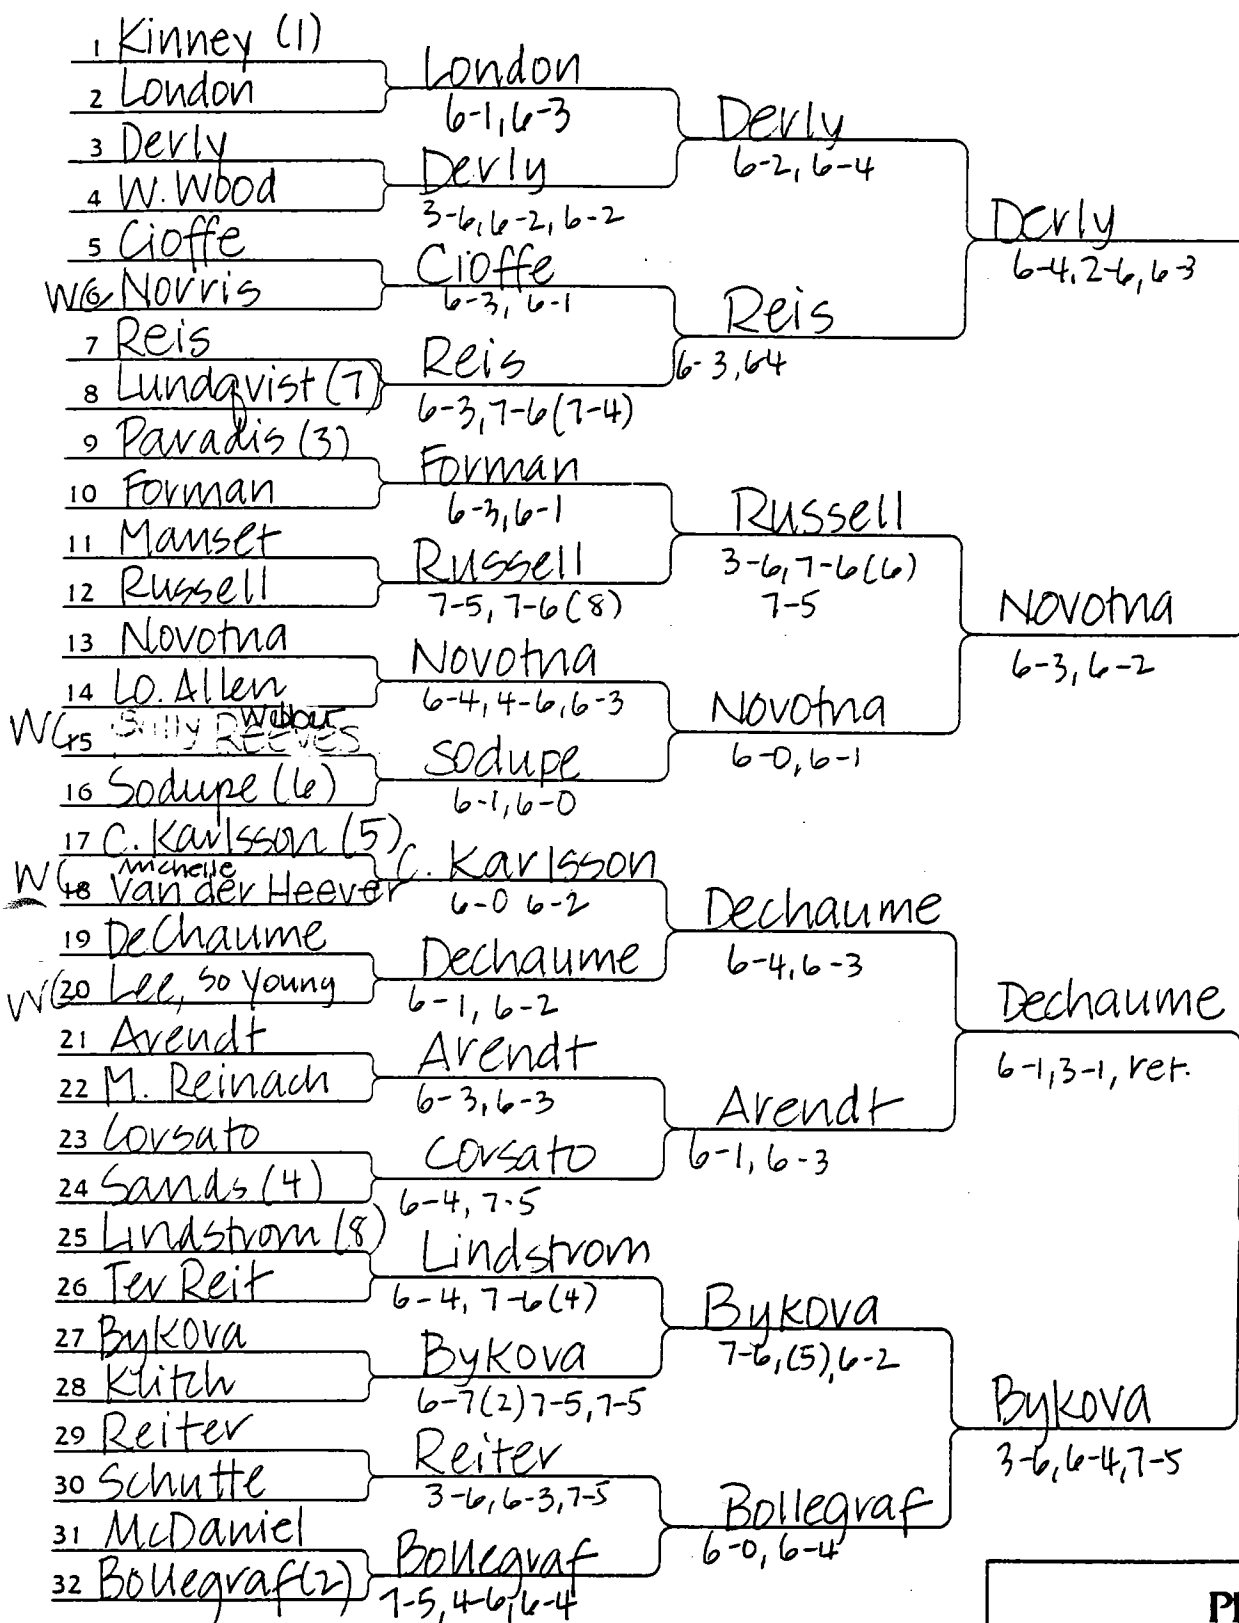 1 Kinney (1)
2 London
3 Derly
4 W. Wood
5 Cioffe
WC 6 Norris
7 Reis
8 Lundqvist (7)
9 Paradis (3)
10 Forman
11 Manset
12 Russell
13 Novotna
14 Lo. Allen
WC 15 Webber
16 Sodupe (6)
17 C. Karlsson (5)
WC 18 Michelle Van der Heever
19 DeChaume
WC 20 Lee, So Young
21 Arendt
22 M. Reinach
23 Corsato
24 Sands (4)
25 Lindstrom (8)
26 Ter Reit
27 Bykova
28 Klitch
29 Reiter
30 Schutte
31 McDaniel
32 Bollegraf (2)
London
6-1, 6-3
Derly
3-6, 6-2, 6-2
Cioffe
6-3, 6-1
Reis
6-3, 7-6 (7-4)
Forman
6-3, 6-1
Russell
7-5, 7-6 (8)
Novotna
6-4, 4-6, 6-3
Sodupe
6-1, 6-0
C. Karlsson
6-0 6-2
Dechaume
6-1, 6-2
Arendt
6-3, 6-3
Corsato
6-4, 7-5
Lindstrom
6-4, 7-6 (4)
Bykova
6-7 (2) 7-5, 7-5
Reiter
3-6, 6-3, 7-5
Bollegraf
7-5, 4-6, 6-4
Derly
6-2, 6-4
Reis
6-3, 64
Russell
3-6, 7-6 (6)
7-5
Novotna
6-0, 6-1
Dechaume
6-4, 6-3
Arendt
6-1, 6-3
Bykova
7-6, (5), 6-2
Bollegraf
6-0, 6-4
Derly
6-4, 2-6, 6-3
Novotna
6-3, 6-2
Dechaume
6-1, 3-1, ret.
Bykova
3-6, 6-4, 7-5